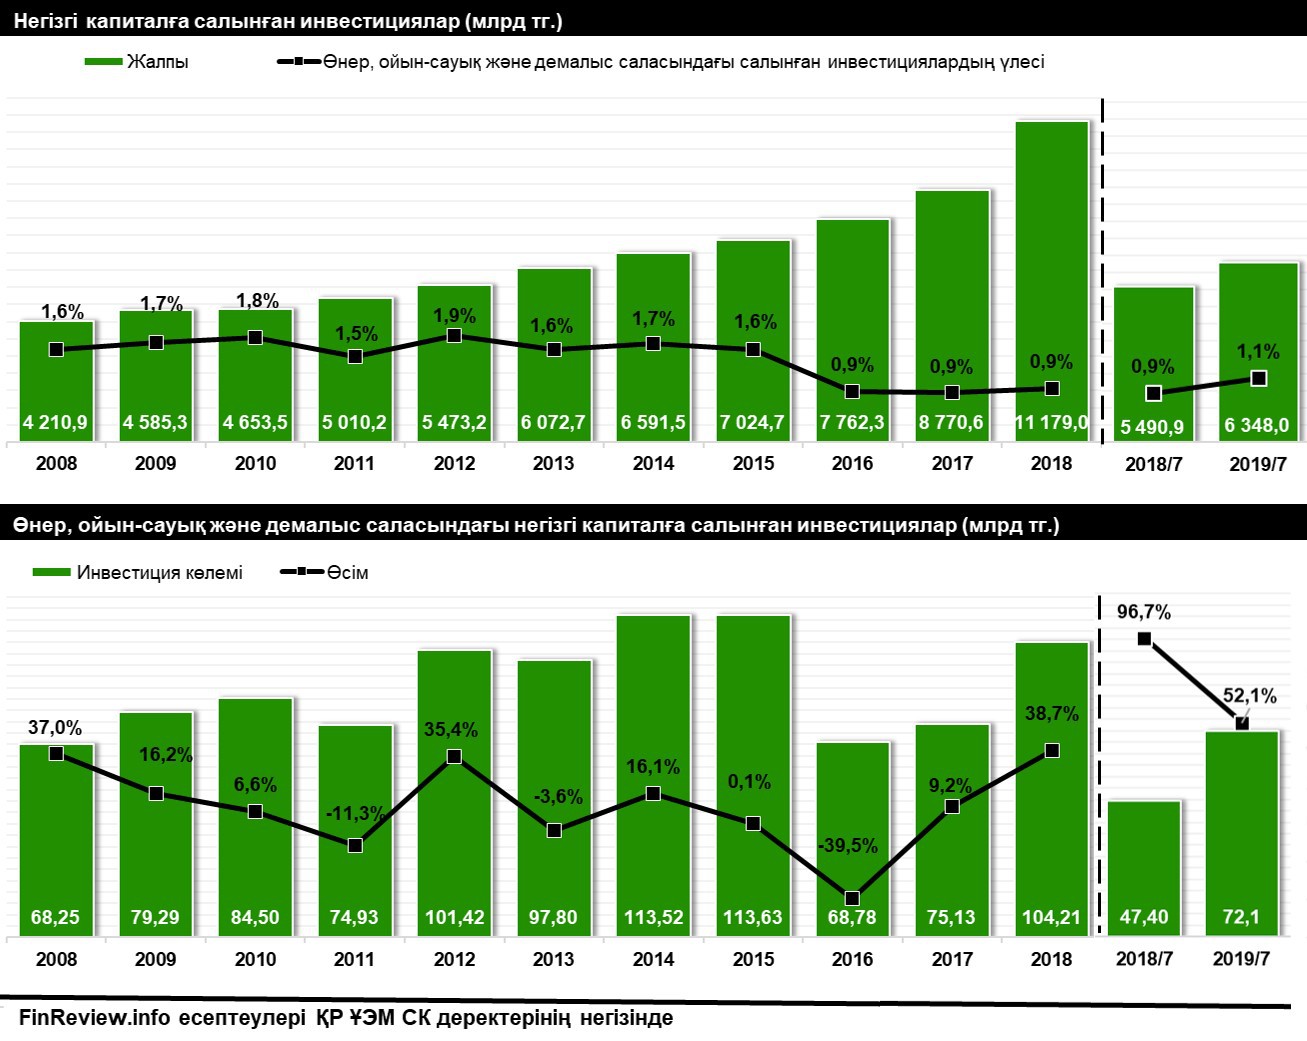 Негізгі капиталға салынған инвестициялар (млрд тг.)
Жалпы Өнер, ойын-сауық және демалыс саласындағы салынған инвестициялардың үлесі
1,6% 1,7% 1,8% 1,5% 1,9% 1,6% 1,7% 1,6% 0,9% 0,9% 0,9% 0,9% 1,1%
4 210,9 4 585,3 4 653,5 5 010,2 5 473,2 6 072,7 6 591,5 7 024,7 7 762,3 8 770,6 11 179,0 5 490,9 6 348,0
2008 2009 2010 2011 2012 2013 2014 2015 2016 2017 2018 2018/7 2019/7
Өнер, ойын-сауық және демалыс саласындағы негізгі капиталға салынған инвестициялар (млрд тг.)
Инвестиция көлемі Өсім
37,0% 16,2% 6,6% -11,3% 35,4% -3,6% 16,1% 0,1% -39,5% 9,2% 38,7% 96,7% 52,1%
68,25 79,29 84,50 74,93 101,42 97,80 113,52 113,63 68,78 75,13 104,21 47,40 72,1
2008 2009 2010 2011 2012 2013 2014 2015 2016 2017 2018 2018/7 2019/7
FinReview.info есептеулері ҚР ҰЭМ СК деректерінің негізінде